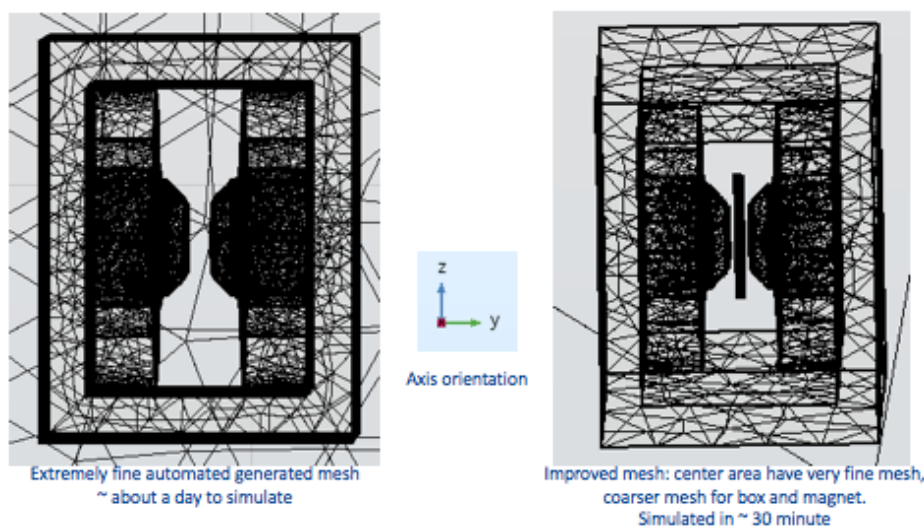 z
y
Axis orientation
Extremely fine automated generated mesh
~ about a day to simulate
Improved mesh: center area have very fine mesh,
coarser mesh for box and magnet.
Simulated in ~ 30 minute